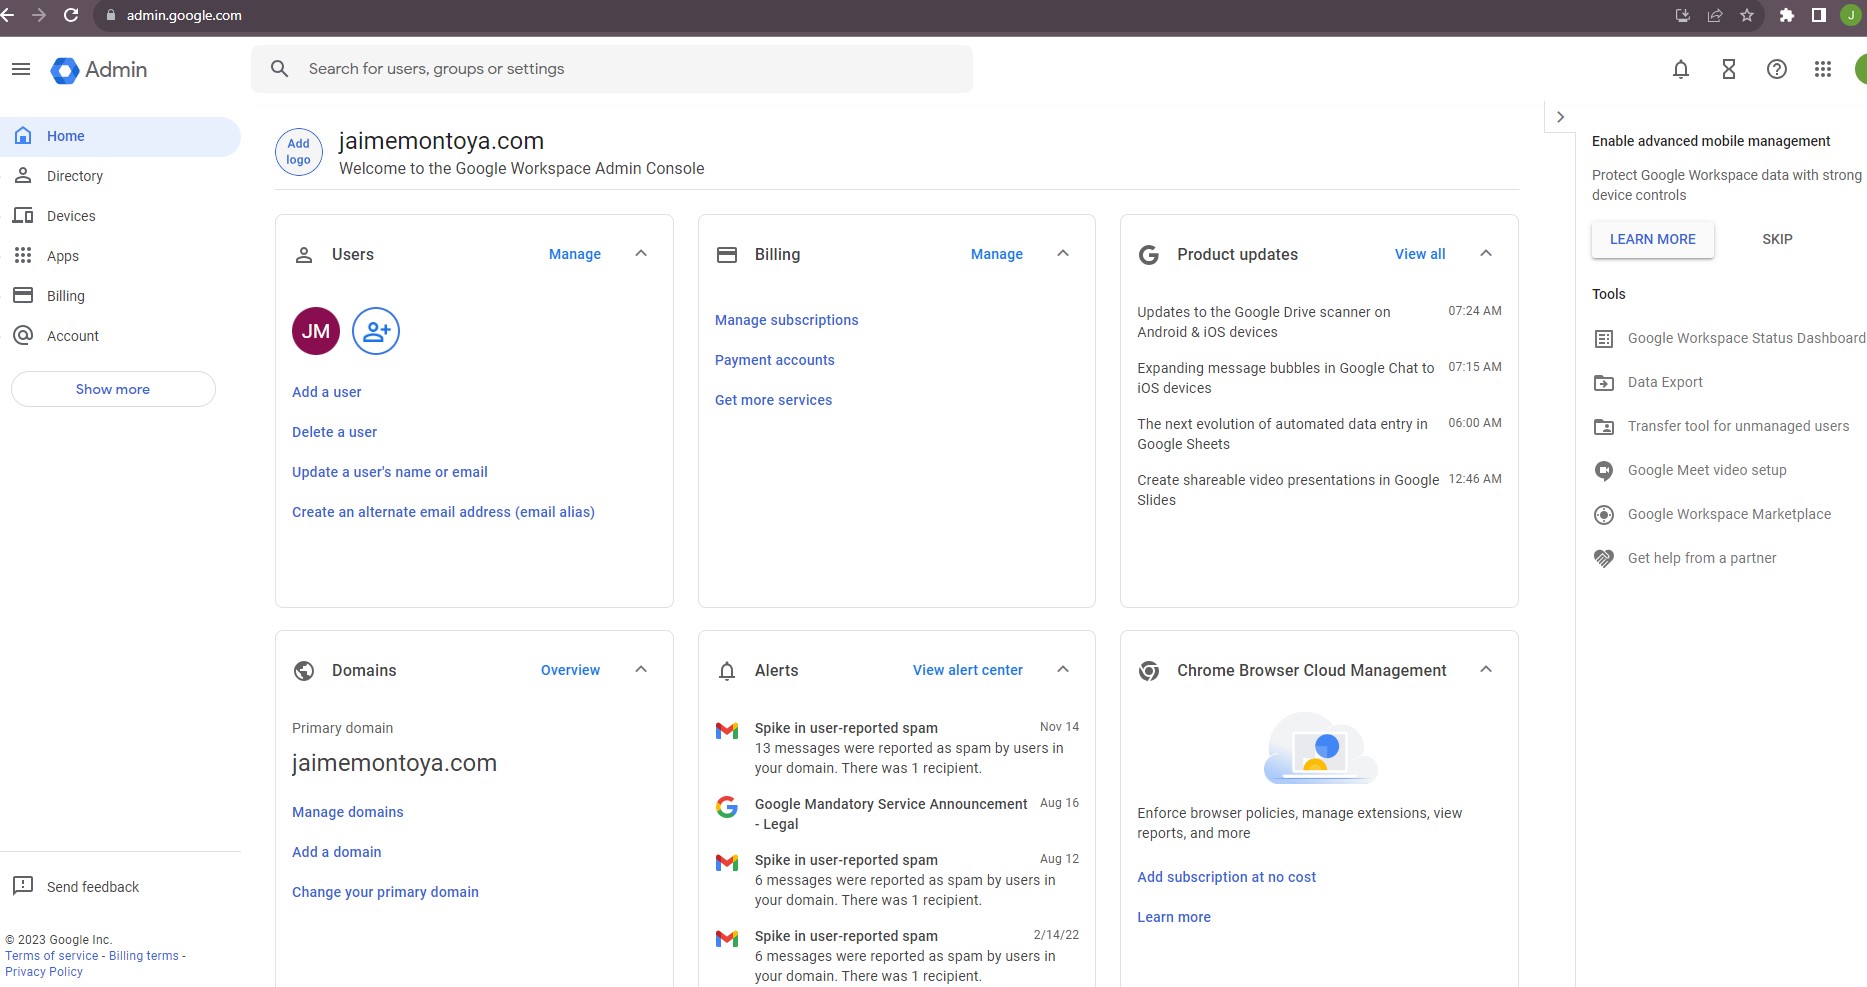 admin.google.com
J
Admin
Search for users, groups or settings
Home
Directory
Devices
Apps
Billing
Account
Show more
Send feedback
© 2023 Google Inc.
Terms of service - Billing terms -
Privacy Policy
Add
logo
jaimemontoya.com
Welcome to the Google Workspace Admin Console
Users Manage
JM
Add a user
Delete a user
Update a user's name or email
Create an alternate email address (email alias)
Billing Manage
Manage subscriptions
Payment accounts
Get more services
Product updates View all
Updates to the Google Drive scanner on 07:24 AM
Android & iOS devices
Expanding message bubbles in Google Chat to 07:15 AM
iOS devices
The next evolution of automated data entry in 06:00 AM
Google Sheets
Create shareable video presentations in Google 12:46 AM
Slides
Domains Overview
Primary domain
jaimemontoya.com
Manage domains
Add a domain
Change your primary domain
Alerts View alert center
Spike in user-reported spam Nov 14
13 messages were reported as spam by users in
your domain. There was 1 recipient.
Google Mandatory Service Announcement Aug 16
- Legal
Spike in user-reported spam Aug 12
6 messages were reported as spam by users in
your domain. There was 1 recipient.
Spike in user-reported spam 2/14/22
6 messages were reported as spam by users in
your domain. There was 1 recipient.
Chrome Browser Cloud Management
Enforce browser policies, manage extensions, view
reports, and more
Add subscription at no cost
Learn more
Enable advanced mobile management
Protect Google Workspace data with strong
device controls
LEARN MORE SKIP
Tools
Google Workspace Status Dashboard
Data Export
Transfer tool for unmanaged users
Google Meet video setup
Google Workspace Marketplace
Get help from a partner